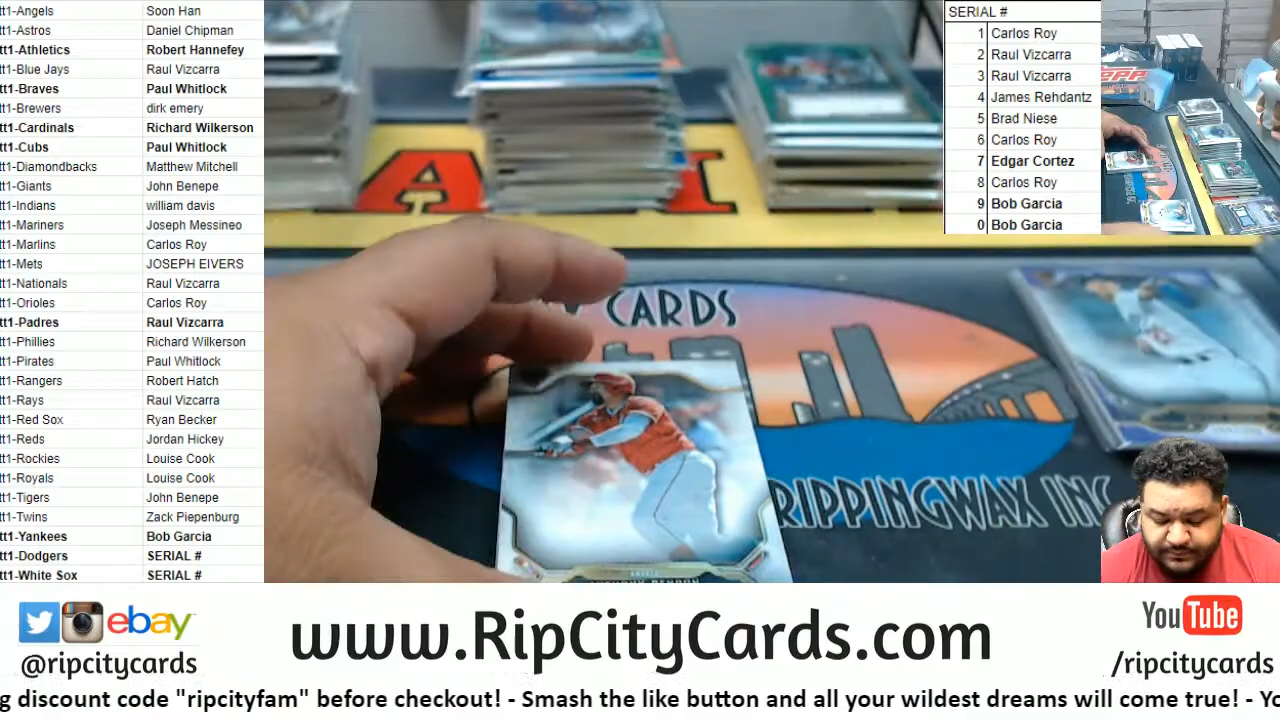 tt1-Angels Soon Han
tt1-Astros Daniel Chipman
tt1-Athletics Robert Hannefey
tt1-Blue Jays Raul Vizcarra
tt1-Braves Paul Whitlock
tt1-Brewers dirk emery
tt1-Cardinals Richard Wilkerson
tt1-Cubs Paul Whitlock
tt1-Diamondbacks Matthew Mitchell
tt1-Giants John Benepe
tt1-Indians william davis
tt1-Mariners Joseph Messineo
tt1-Marlins Carlos Roy
tt1-Mets JOSEPH EIVERS
tt1-Nationals Raul Vizcarra
tt1-Orioles Carlos Roy
tt1-Padres Raul Vizcarra
tt1-Phillies Richard Wilkerson
tt1-Pirates Paul Whitlock
tt1-Rangers Robert Hatch
tt1-Rays Raul Vizcarra
tt1-Red Sox Ryan Becker
tt1-Reds Jordan Hickey
tt1-Rockies Louise Cook
tt1-Royals Louise Cook
tt1-Tigers John Benepe
tt1-Twins Zack Piepenburg
tt1-Yankees Bob Garcia
tt1-Dodgers SERIAL #
tt1-White Sox SERIAL #
SERIAL #
1 Carlos Roy
2 Raul Vizcarra
3 Raul Vizcarra
4 James Rehdantz
5 Brad Niese
6 Carlos Roy
7 Edgar Cortez
8 Carlos Roy
9 Bob Garcia
0 Bob Garcia
CARDS
RIPPINGWAX INC
ebay
@ripcitycards
www.RipCityCards.com
YouTube
/ripcitycards
g discount code "ripcityfam" before checkout! - Smash the like button and all your wildest dreams will come true! - Yo